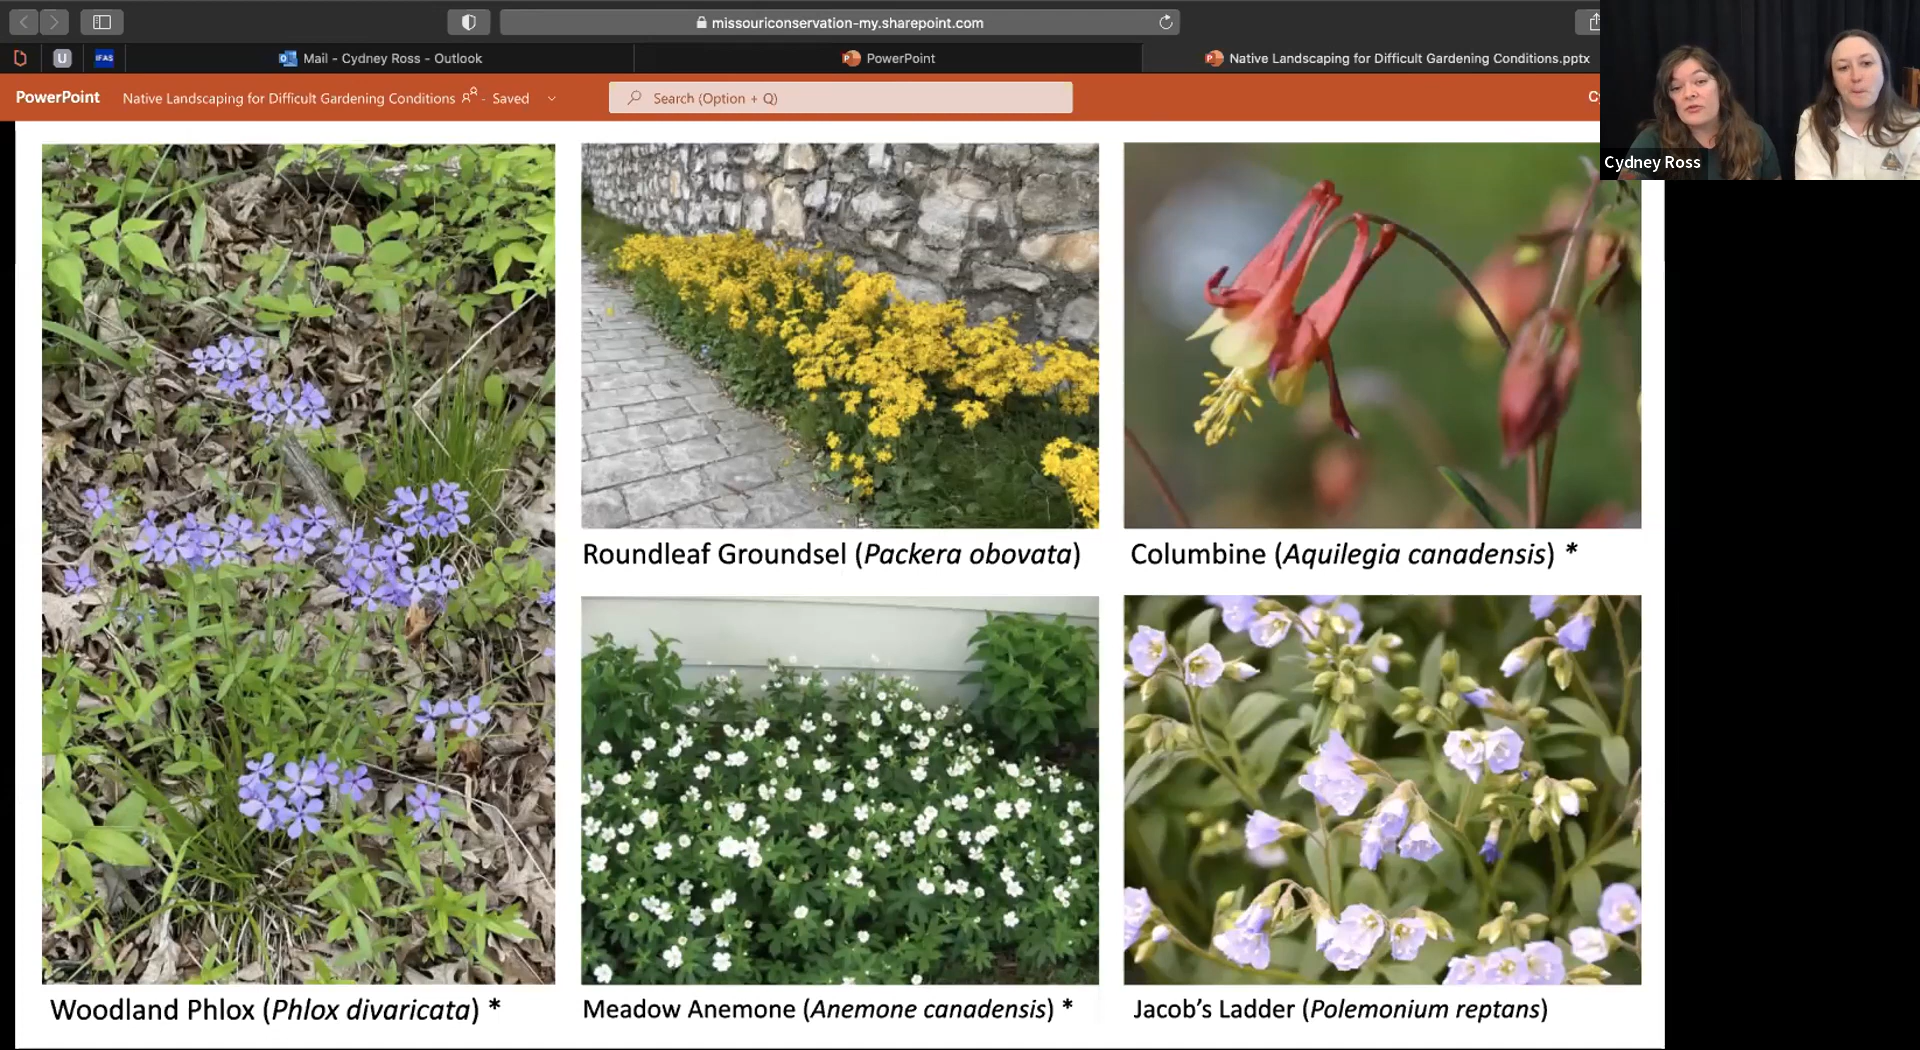 missouriconservation-my.sharepoint.com
U
IFAS
Mail - Cydney Ross - Outlook
PowerPoint
Native Landscaping for Difficult Gardening Conditions.pptx
PowerPoint
Native Landscaping for Difficult Gardening Conditions - Saved
Search (Option + Q)
Cy
Cydney Ross
Roundleaf Groundsel (Packera obovata)
Columbine (Aquilegia canadensis) *
Woodland Phlox (Phlox divaricata) *
Meadow Anemone (Anemone canadensis) *
Jacob's Ladder (Polemonium reptans)